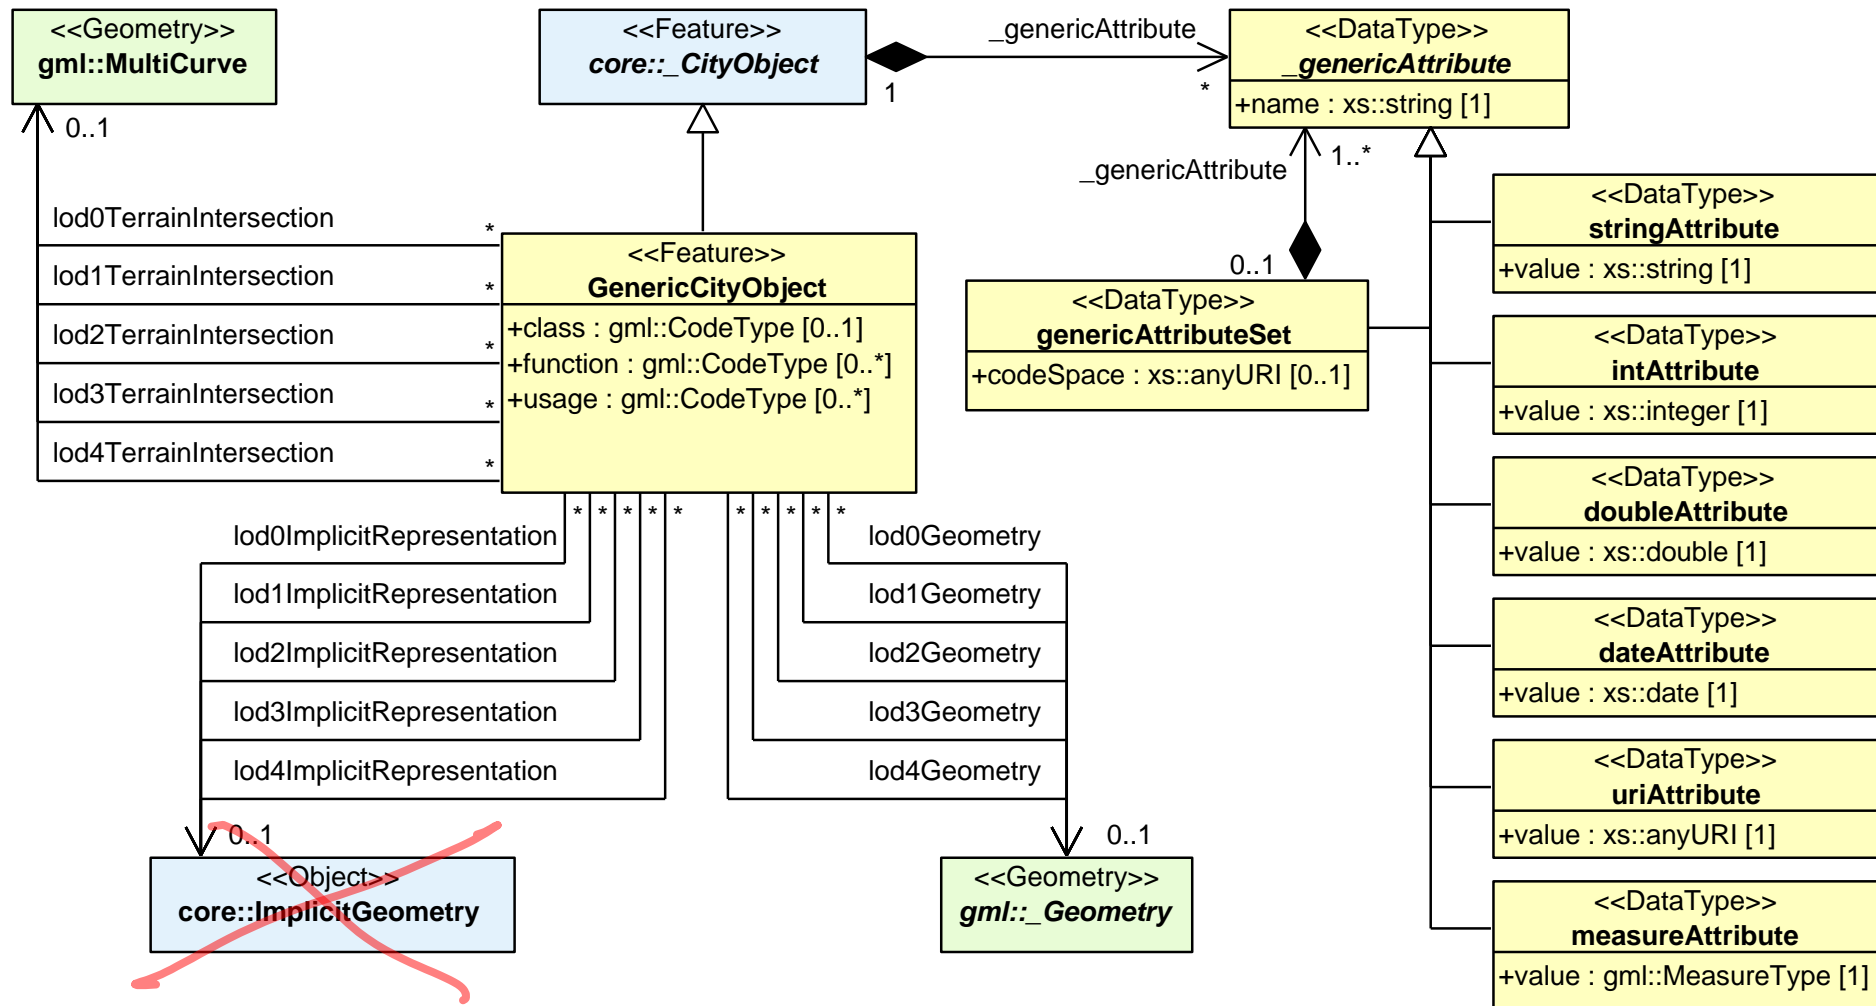 <<Geometry>>
gml::MultiCurve
0..1
<<Feature>>
core::_CityObject
1
_genericAttribute
*
<<DataType>>
_genericAttribute
+name : xs::string [1]
1..*
_genericAttribute
0..1
lod0TerrainIntersection
*
lod1TerrainIntersection
*
lod2TerrainIntersection
*
lod3TerrainIntersection
*
lod4TerrainIntersection
*
<<Feature>>
GenericCityObject
+class : gml::CodeType [0..1]
+function : gml::CodeType [0..*]
+usage : gml::CodeType [0..*]
<<DataType>>
genericAttributeSet
+codeSpace : xs::anyURI [0..1]
<<DataType>>
stringAttribute
+value : xs::string [1]
<<DataType>>
intAttribute
+value : xs::integer [1]
<<DataType>>
doubleAttribute
+value : xs::double [1]
<<DataType>>
dateAttribute
+value : xs::date [1]
<<DataType>>
uriAttribute
+value : xs::anyURI [1]
<<DataType>>
measureAttribute
+value : gml::MeasureType [1]
* * * * *
* * * * *
lod0ImplicitRepresentation
lod1ImplicitRepresentation
lod2ImplicitRepresentation
lod3ImplicitRepresentation
lod4ImplicitRepresentation
0..1
<<Object>>
core::ImplicitGeometry
lod0Geometry
lod1Geometry
lod2Geometry
lod3Geometry
lod4Geometry
0..1
<<Geometry>>
gml::_Geometry